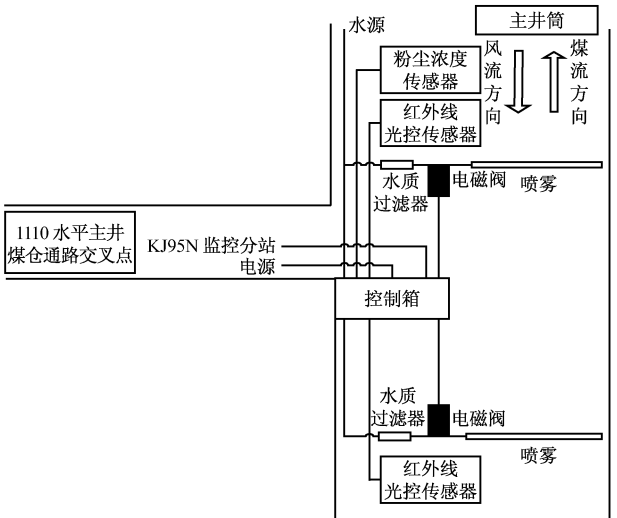 主井筒
水源
粉尘浓度
传感器
风流方向
煤流方向
红外线
光控传感器
水质
过滤器
电磁阀
喷雾
1110 水平主井
煤仓通路交叉点
KJ95N 监控分站
电源
控制箱
水质
过滤器
电磁阀
喷雾
红外线
光控传感器